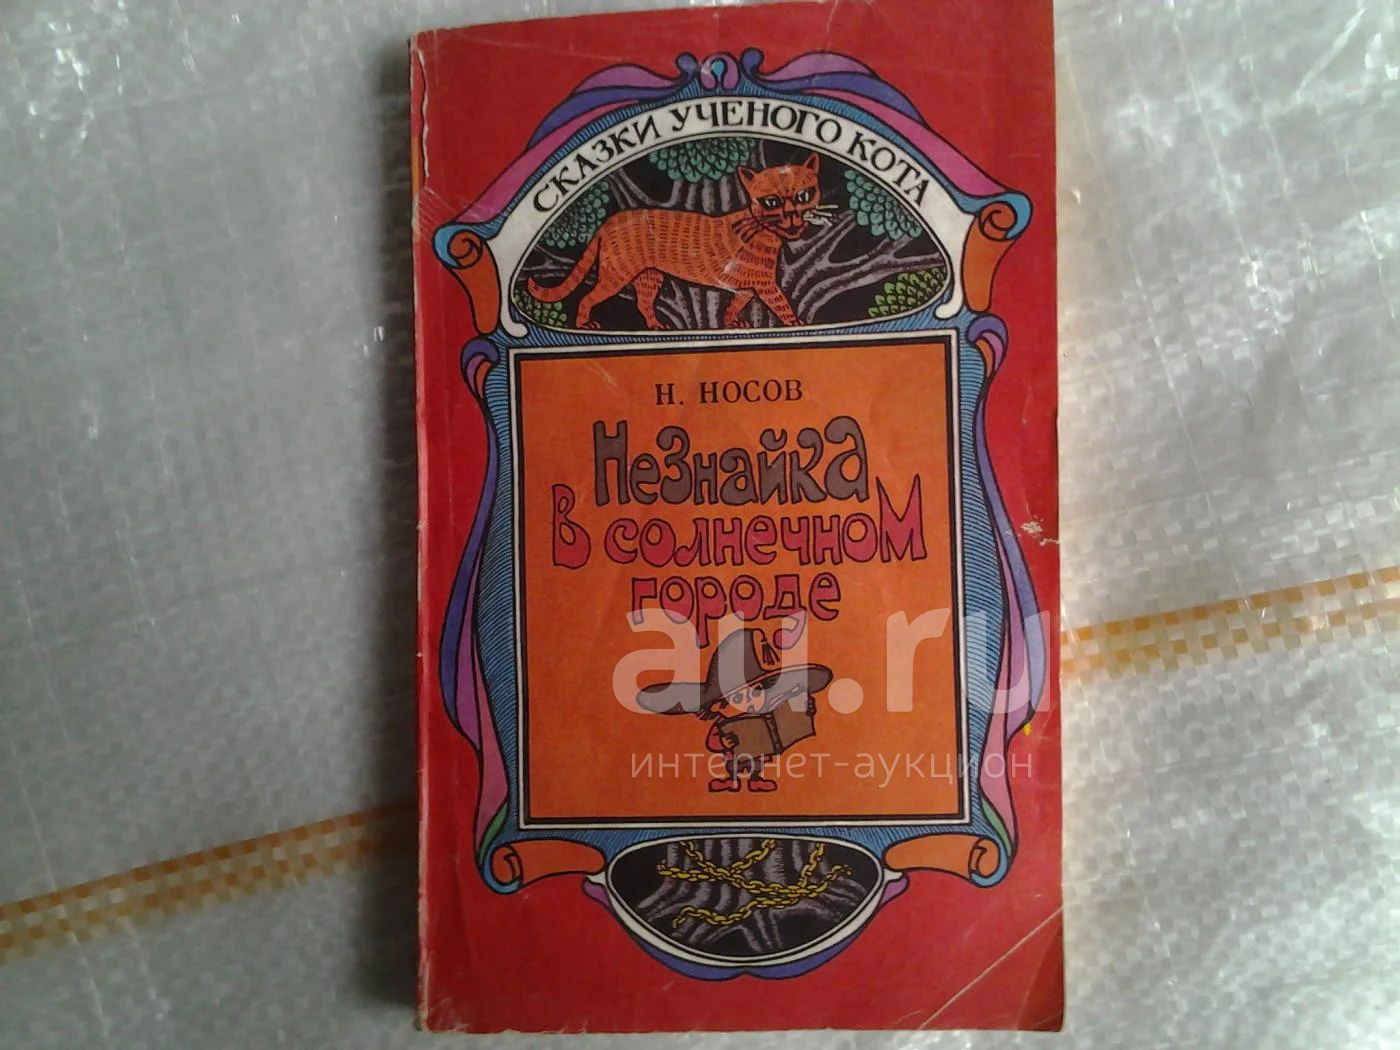 СКАЗКИ УЧЕНОГО КОТА
Н. НОСОВ
Незнайка
в солнечном
городе
au.ru
интернет-аукцион